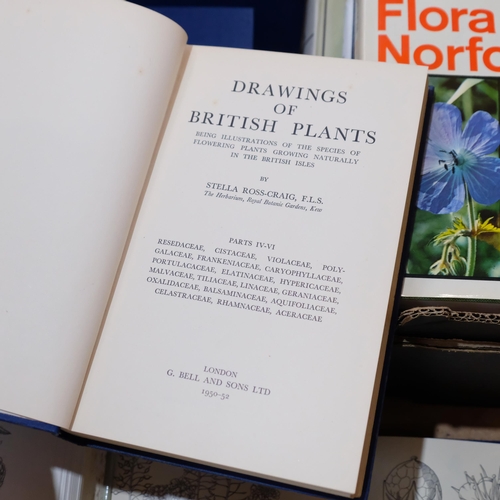 DRAWINGS
OF
BRITISH PLANTS
BEING ILLUSTRATIONS OF THE SPECIES OF
FLOWERING PLANTS GROWING NATURALLY
IN THE BRITISH ISLES
BY
STELLA ROSS-CRAIG, F.L.S.
The Herbarium, Royal Botanic Gardens, Kew
PARTS IV-VI
RESEDACEAE, CISTACEAE, VIOLACEAE, POLY-
GALACEAE, FRANKENIACEAE, CARYOPHYLLACEAE,
PORTULACACEAE, ELATINACEAE, HYPERICACEAE,
MALVACEAE, TILIACEAE, LINACEAE, GERANIACEAE,
OXALIDACEAE, BALSAMINACEAE, AQUIFOLIACEAE,
CELASTRACEAE, RHAMNACEAE, ACERACEAE
LONDON
G. BELL AND SONS LTD
1950-52
Flora
Norfo